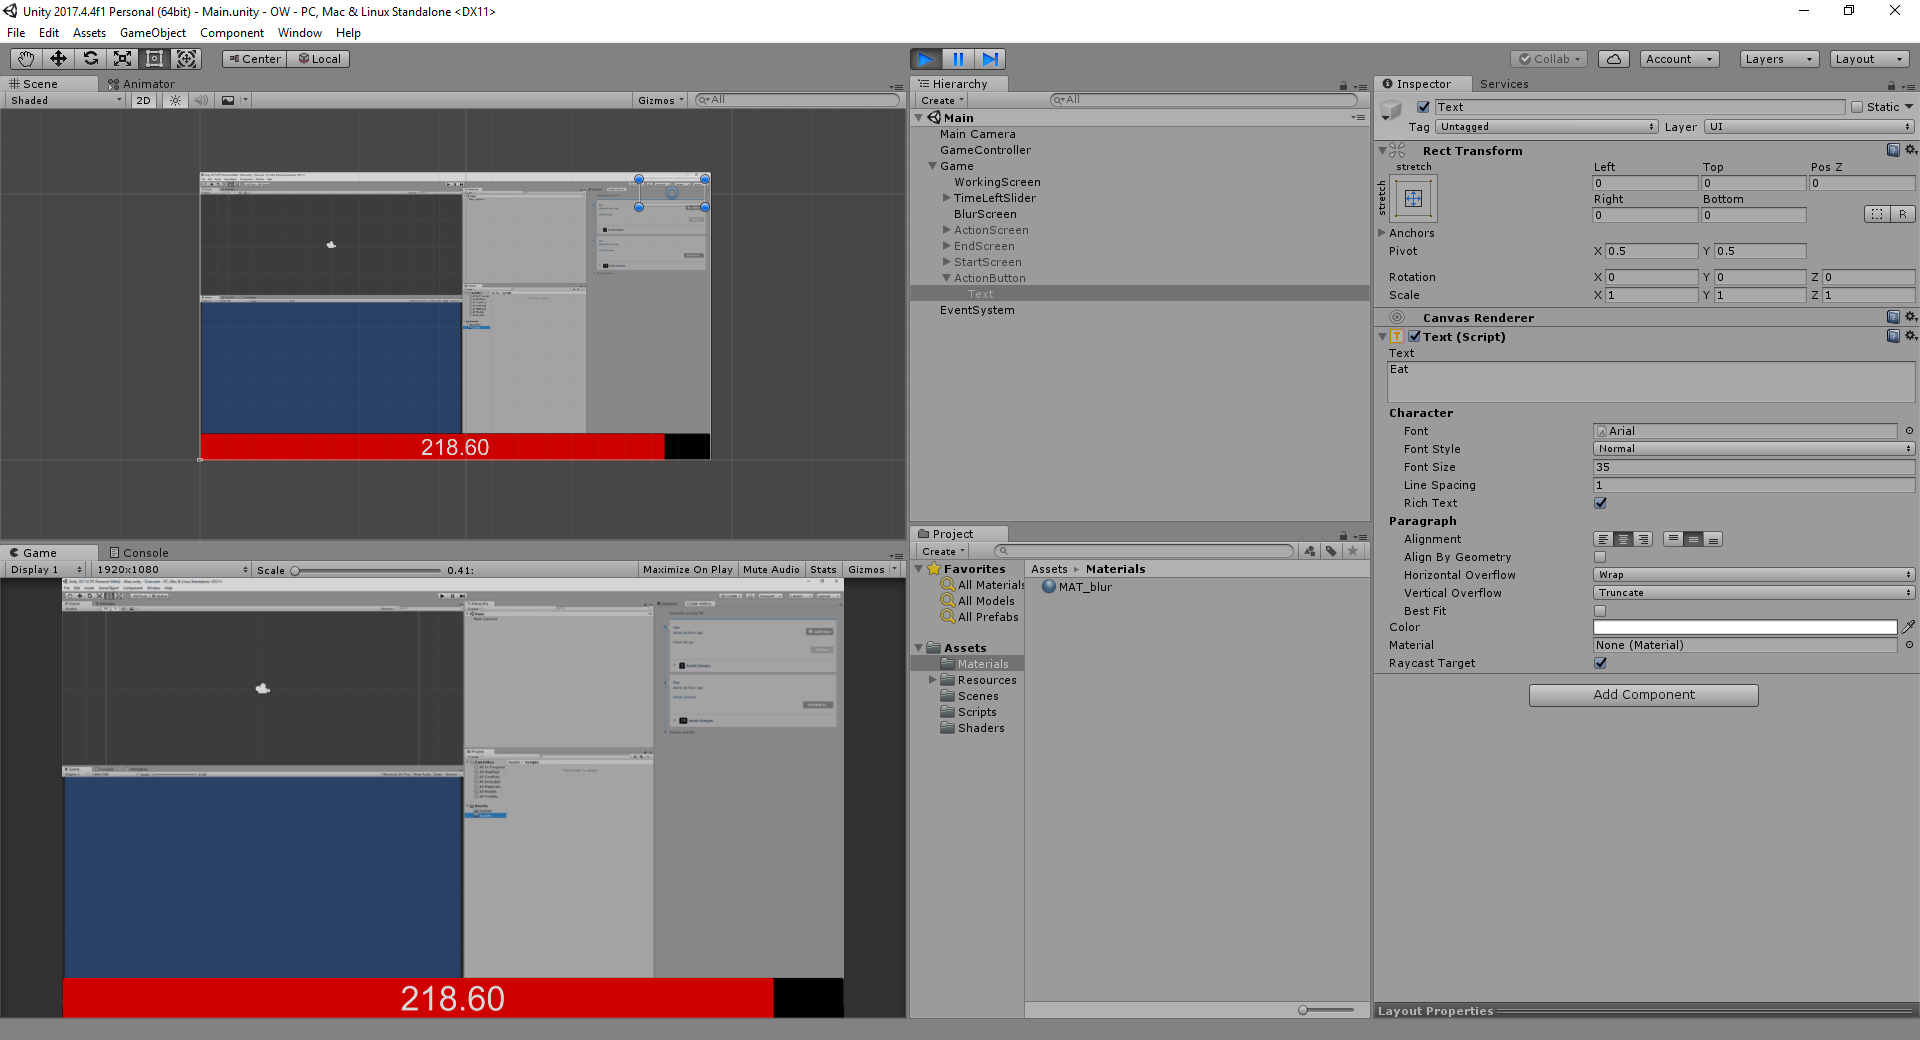 Unity 2017.4.4f1 Personal (64bit) - Main.unity - OW - PC, Mac & Linux Standalone <DX11>
File Edit Assets GameObject Component Window Help
Center Local
Collab Account Layers Layout
Scene Animator
Shaded 2D Gizmos All
218.60
Game Console
Display 1 1920x1080 Scale 0.41: Maximize On Play Mute Audio Stats Gizmos
218.60
Hierarchy
Create All
Main
Main Camera
GameController
Game
WorkingScreen
TimeLeftSlider
BlurScreen
ActionScreen
EndScreen
StartScreen
ActionButton
Text
EventSystem
Project
Create
Favorites
All Materials
All Models
All Prefabs
Assets
Materials
Resources
Scenes
Scripts
Shaders
Assets Materials
MAT_blur
Inspector Services
Text Static
Tag Untagged Layer UI
Rect Transform
stretch Left Top Pos Z
stretch 0 0 0
Right Bottom
0 0 R
Anchors
Pivot X 0.5 Y 0.5
Rotation X 0 Y 0 Z 0
Scale X 1 Y 1 Z 1
Canvas Renderer
Text (Script)
Text
Eat
Character
Font Arial
Font Style Normal
Font Size 35
Line Spacing 1
Rich Text
Paragraph
Alignment
Align By Geometry
Horizontal Overflow Wrap
Vertical Overflow Truncate
Best Fit
Color
Material None (Material)
Raycast Target
Add Component
Layout Properties